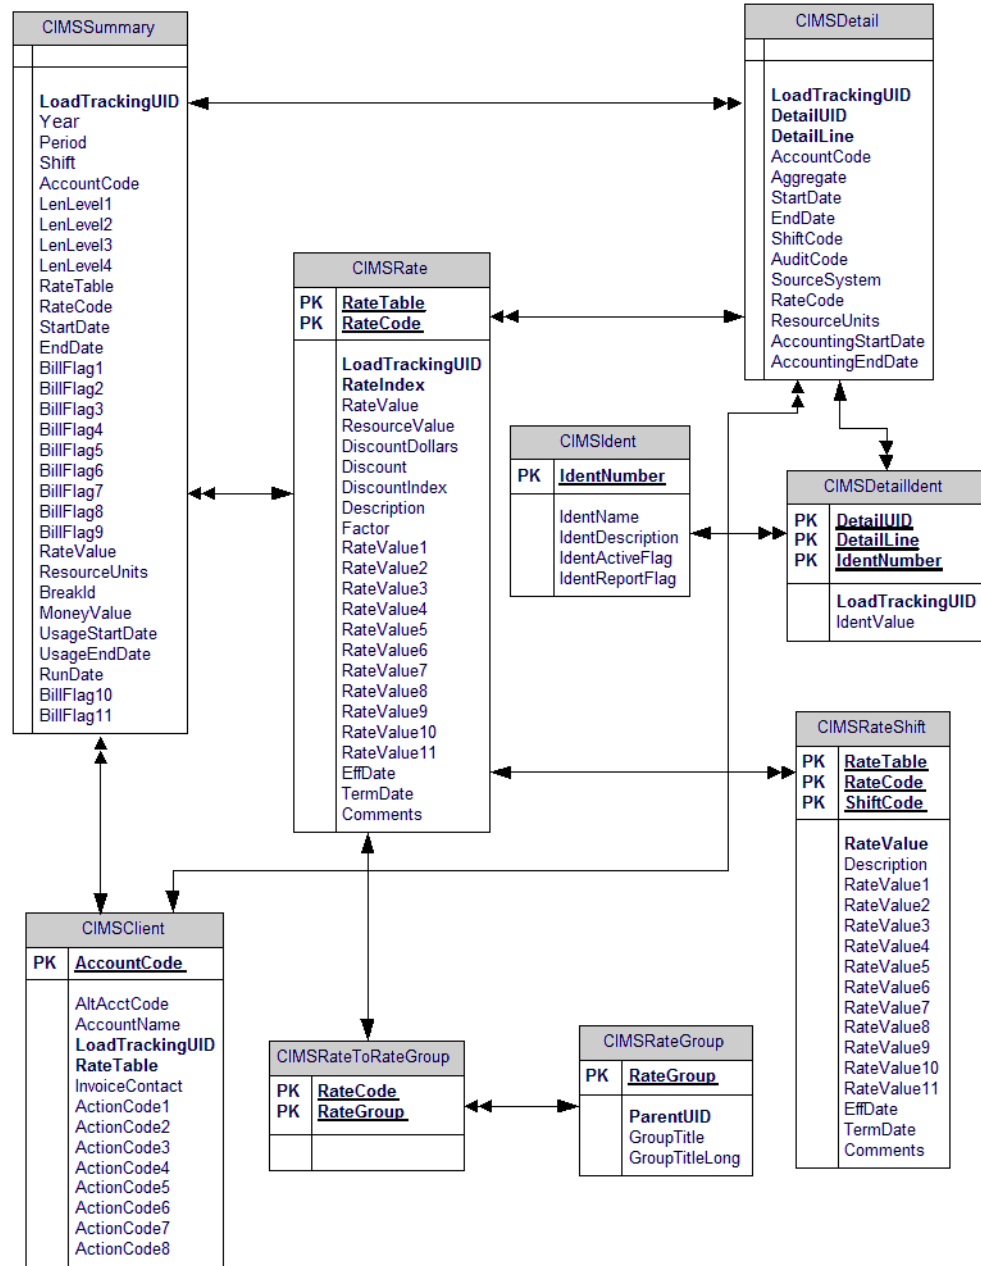 CIMSSummary
LoadTrackingUID
Year
Period
Shift
AccountCode
LenLevel1
LenLevel2
LenLevel3
LenLevel4
RateTable
RateCode
StartDate
EndDate
BillFlag1
BillFlag2
BillFlag3
BillFlag4
BillFlag5
BillFlag6
BillFlag7
BillFlag8
BillFlag9
RateValue
ResourceUnits
BreakId
MoneyValue
UsageStartDate
UsageEndDate
RunDate
BillFlag10
BillFlag11
CIMSDetail
LoadTrackingUID
DetailUID
DetailLine
AccountCode
Aggregate
StartDate
EndDate
ShiftCode
AuditCode
SourceSystem
RateCode
ResourceUnits
AccountingStartDate
AccountingEndDate
CIMSRate
PK RateTable
PK RateCode
LoadTrackingUID
RateIndex
RateValue
ResourceValue
DiscountDollars
Discount
DiscountIndex
Description
Factor
RateValue1
RateValue2
RateValue3
RateValue4
RateValue5
RateValue6
RateValue7
RateValue8
RateValue9
RateValue10
RateValue11
EffDate
TermDate
Comments
CIMSIdent
PK IdentNumber
IdentName
IdentDescription
IdentActiveFlag
IdentReportFlag
CIMSDetailIdent
PK DetailUID
PK DetailLine
PK IdentNumber
LoadTrackingUID
IdentValue
CIMSRateShift
PK RateTable
PK RateCode
PK ShiftCode
RateValue
Description
RateValue1
RateValue2
RateValue3
RateValue4
RateValue5
RateValue6
RateValue7
RateValue8
RateValue9
RateValue10
RateValue11
EffDate
TermDate
Comments
CIMSClient
PK AccountCode
AltAcctCode
AccountName
LoadTrackingUID
RateTable
InvoiceContact
ActionCode1
ActionCode2
ActionCode3
ActionCode4
ActionCode5
ActionCode6
ActionCode7
ActionCode8
CIMSRateToRateGroup
PK RateCode
PK RateGroup
CIMSRateGroup
PK RateGroup
ParentUID
GroupTitle
GroupTitleLong